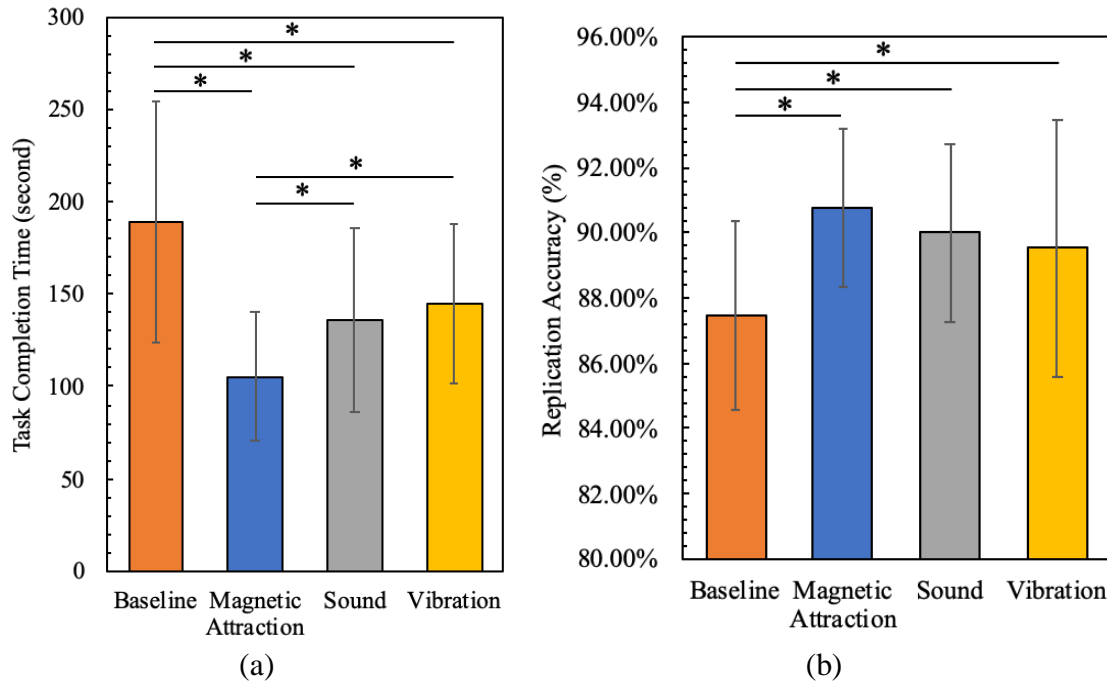 300
250
200
150
100
50
0
Task Completion Time (second)
*
*
*
*
*
Baseline
Magnetic
Attraction
Sound
Vibration
(a)
96.00%
94.00%
92.00%
90.00%
88.00%
86.00%
84.00%
82.00%
80.00%
Replication Accuracy (%)
*
*
*
Baseline
Magnetic
Attraction
Sound
Vibration
(b)